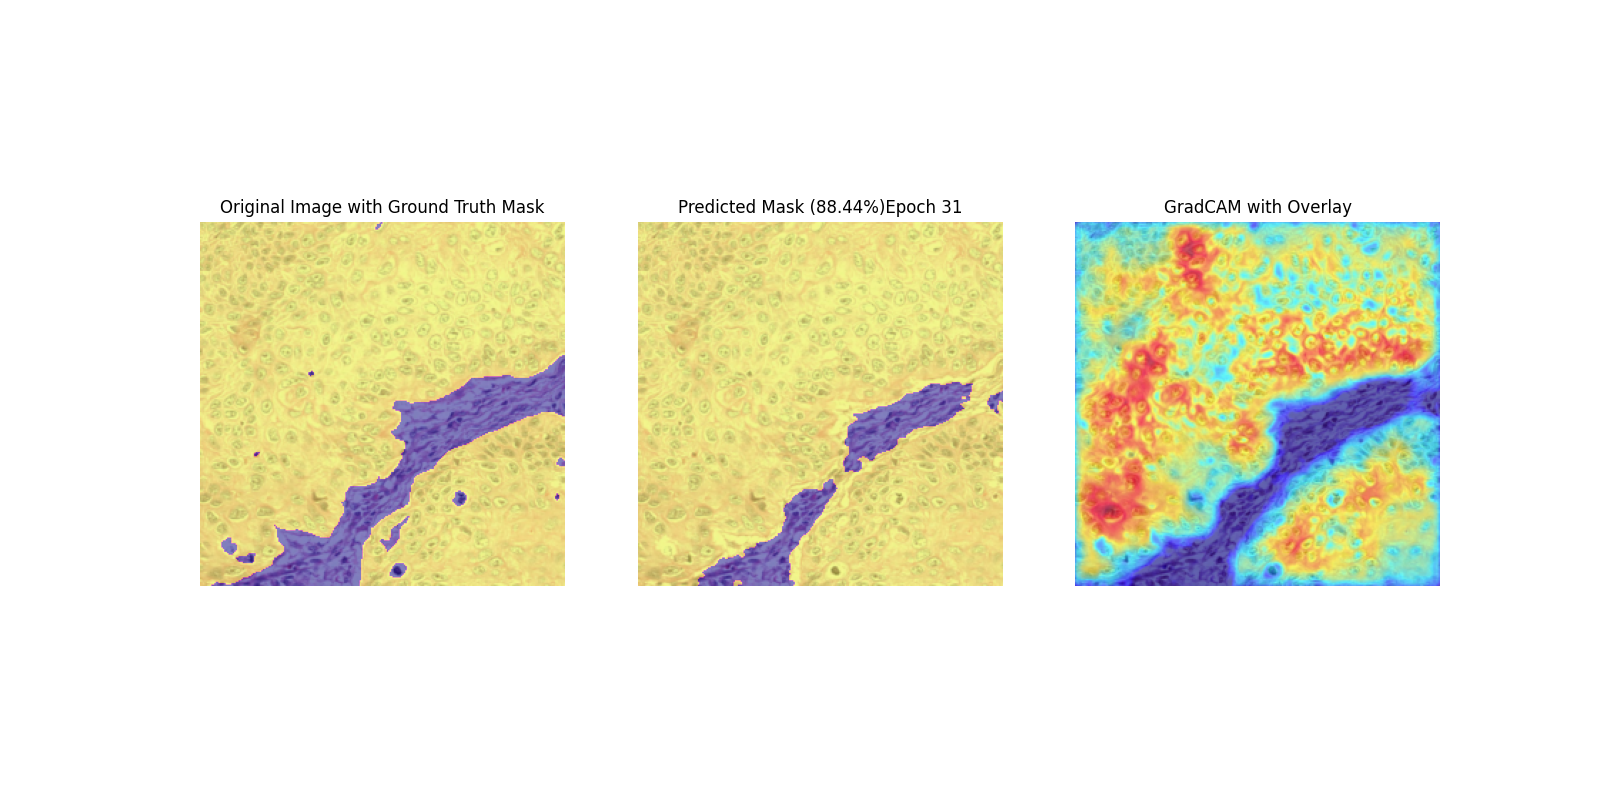 Original Image with Ground Truth Mask
Predicted Mask (88.44%)Epoch 31
GradCAM with Overlay